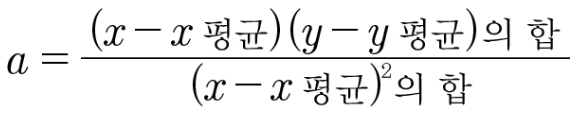 a = (x − x 평균)(y − y 평균)의 합
(x − x 평균)²의 합